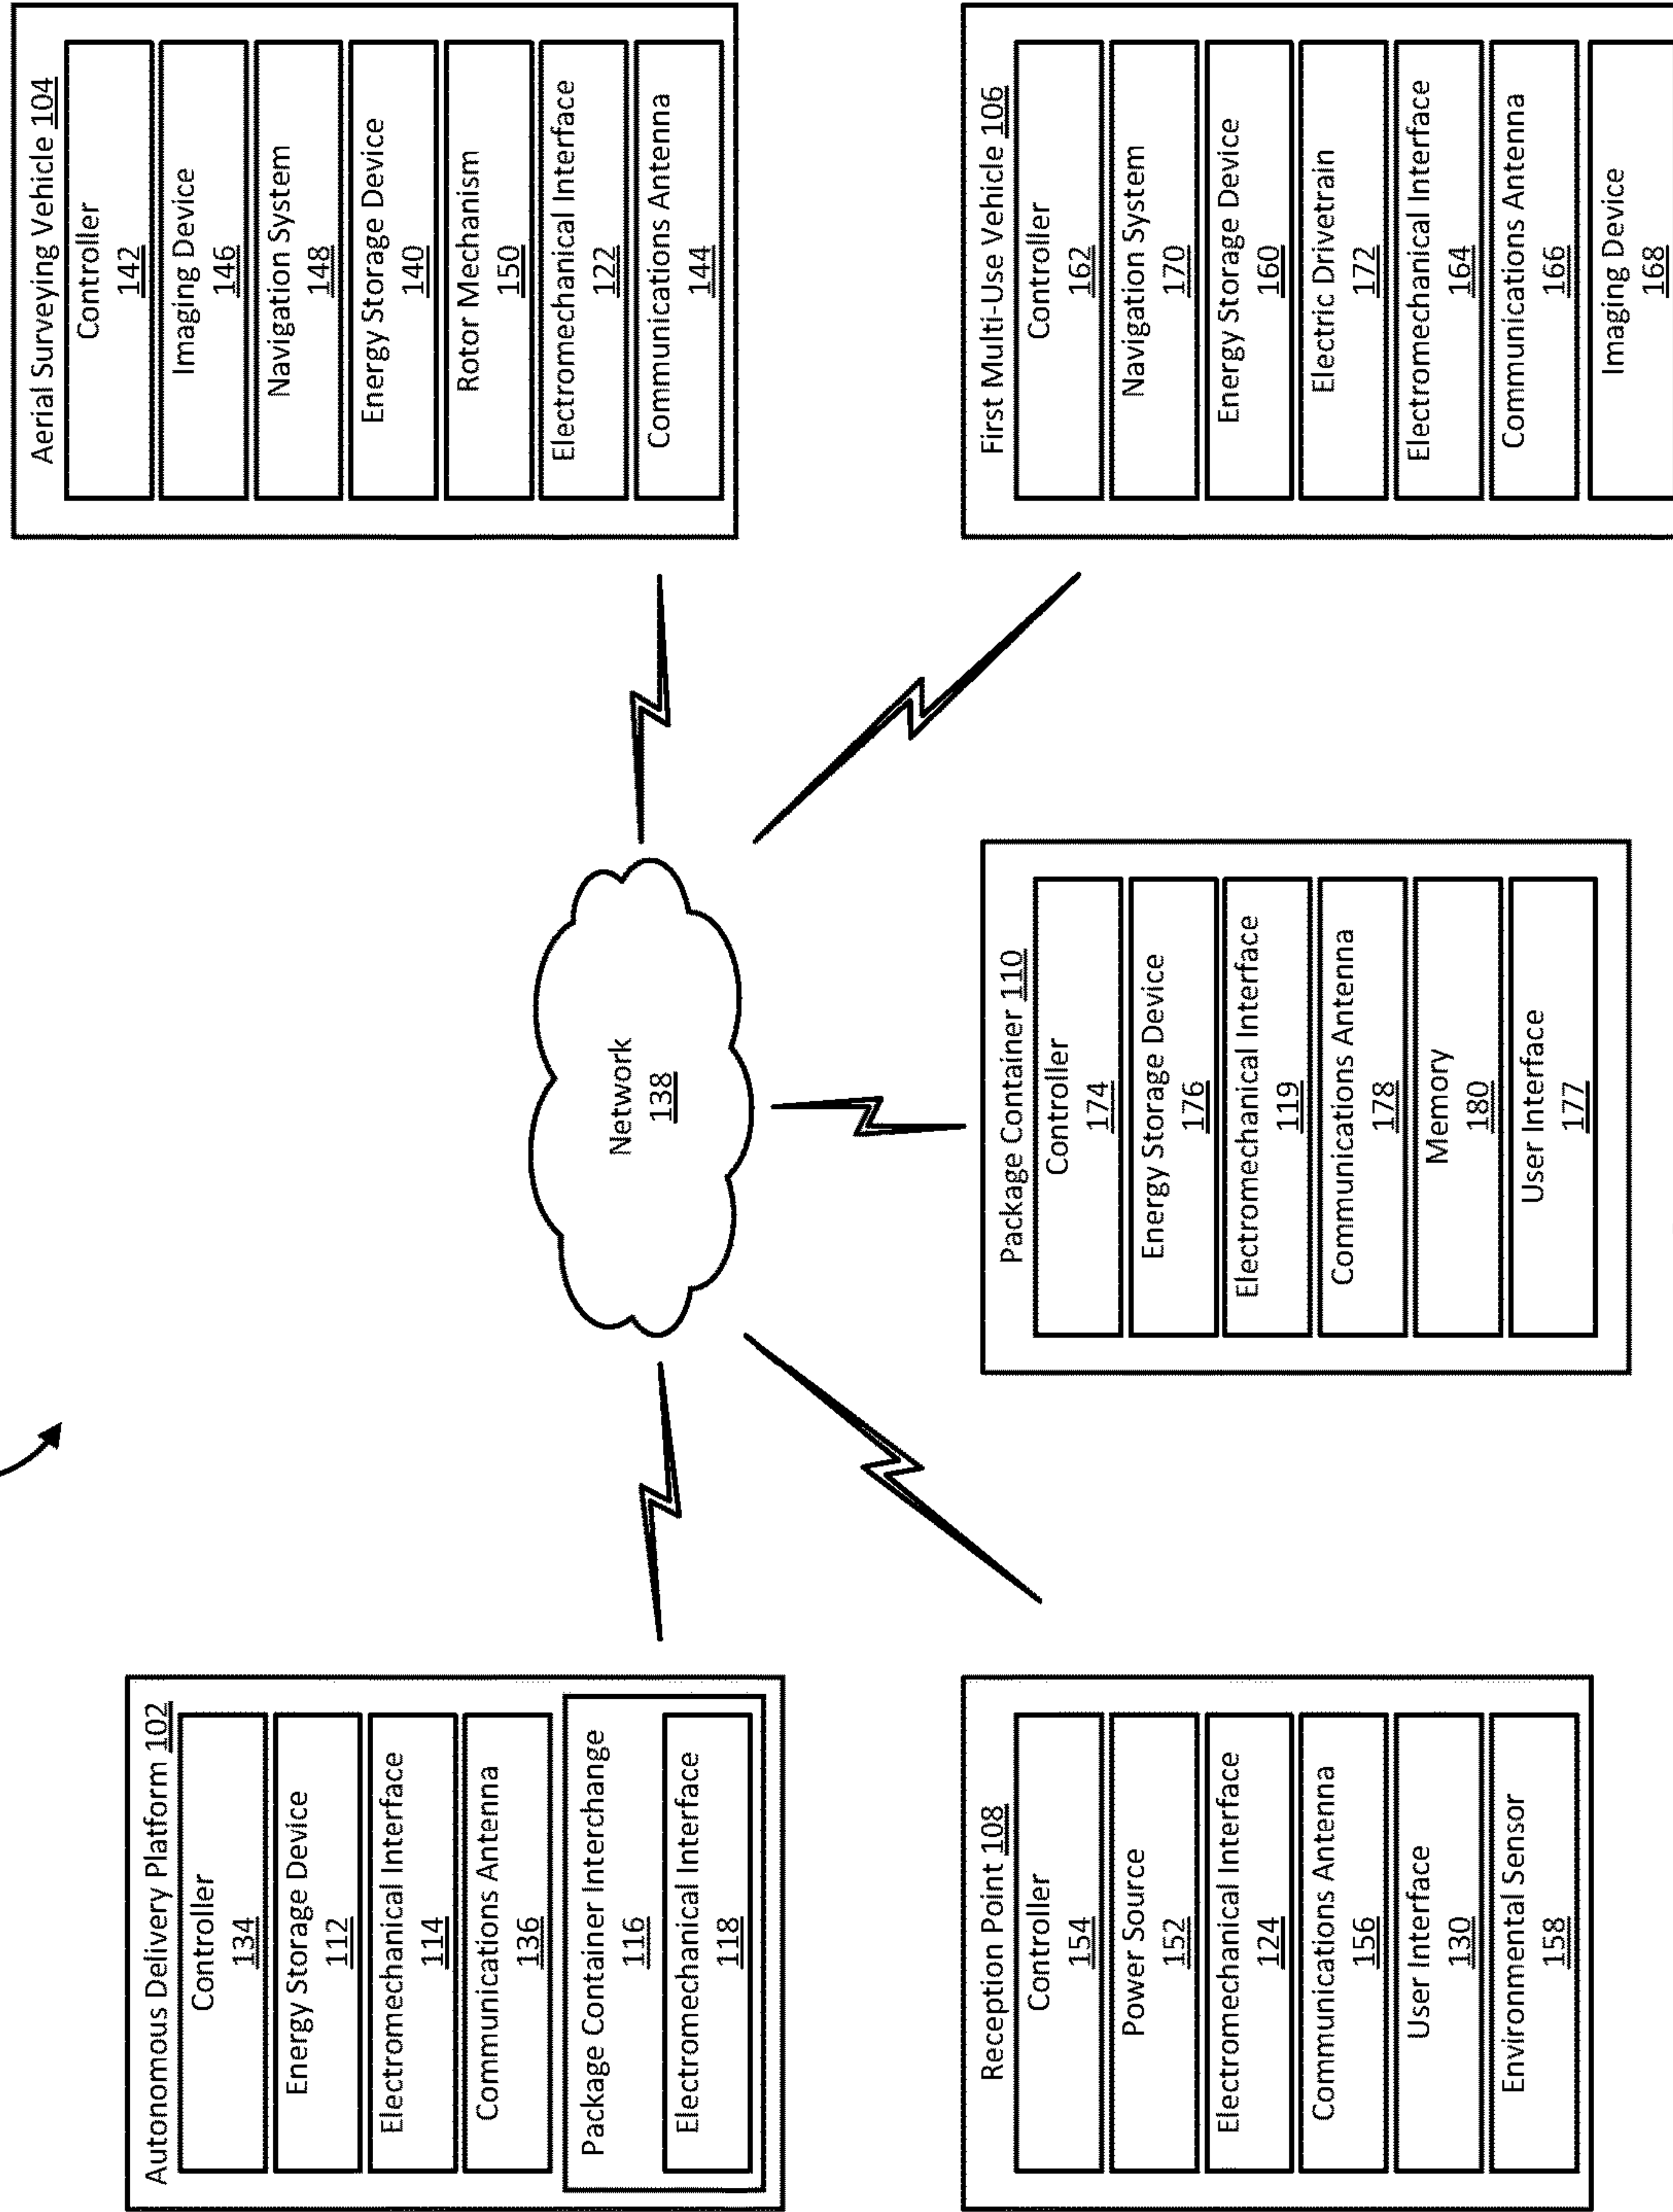 Autonomous Delivery Platform 102
Controller
134
Energy Storage Device
112
Electromechanical Interface
114
Communications Antenna
136
Package Container Interchange
116
Electromechanical Interface
118
Network
138
Aerial Surveying Vehicle 104
Controller
142
Imaging Device
146
Navigation System
148
Energy Storage Device
140
Rotor Mechanism
150
Electromechanical Interface
122
Communications Antenna
144
Reception Point 108
Controller
154
Power Source
152
Electromechanical Interface
124
Communications Antenna
156
User Interface
130
Environmental Sensor
158
Package Container 110
Controller
174
Energy Storage Device
176
Electromechanical Interface
119
Communications Antenna
178
Memory
180
User Interface
177
First Multi-Use Vehicle 106
Controller
162
Navigation System
170
Energy Storage Device
160
Electric Drivetrain
172
Electromechanical Interface
164
Communications Antenna
166
Imaging Device
168